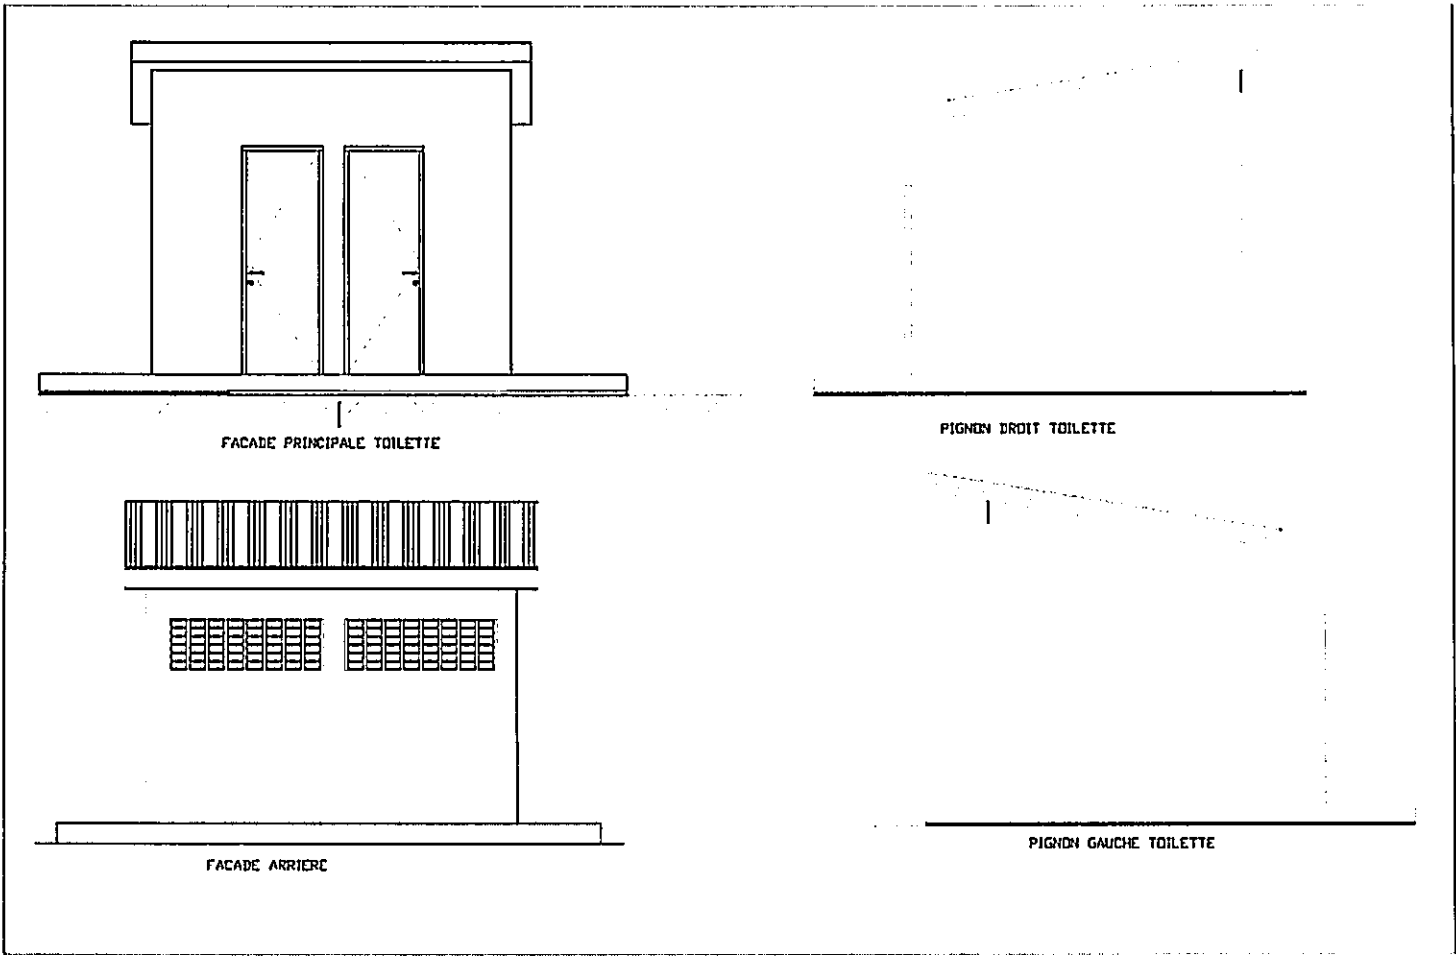 FACADE PRINCIPALE TOILETTE
PIGNON DROIT TOILETTE
FACADE ARRIERE
PIGNON GAUCHE TOILETTE